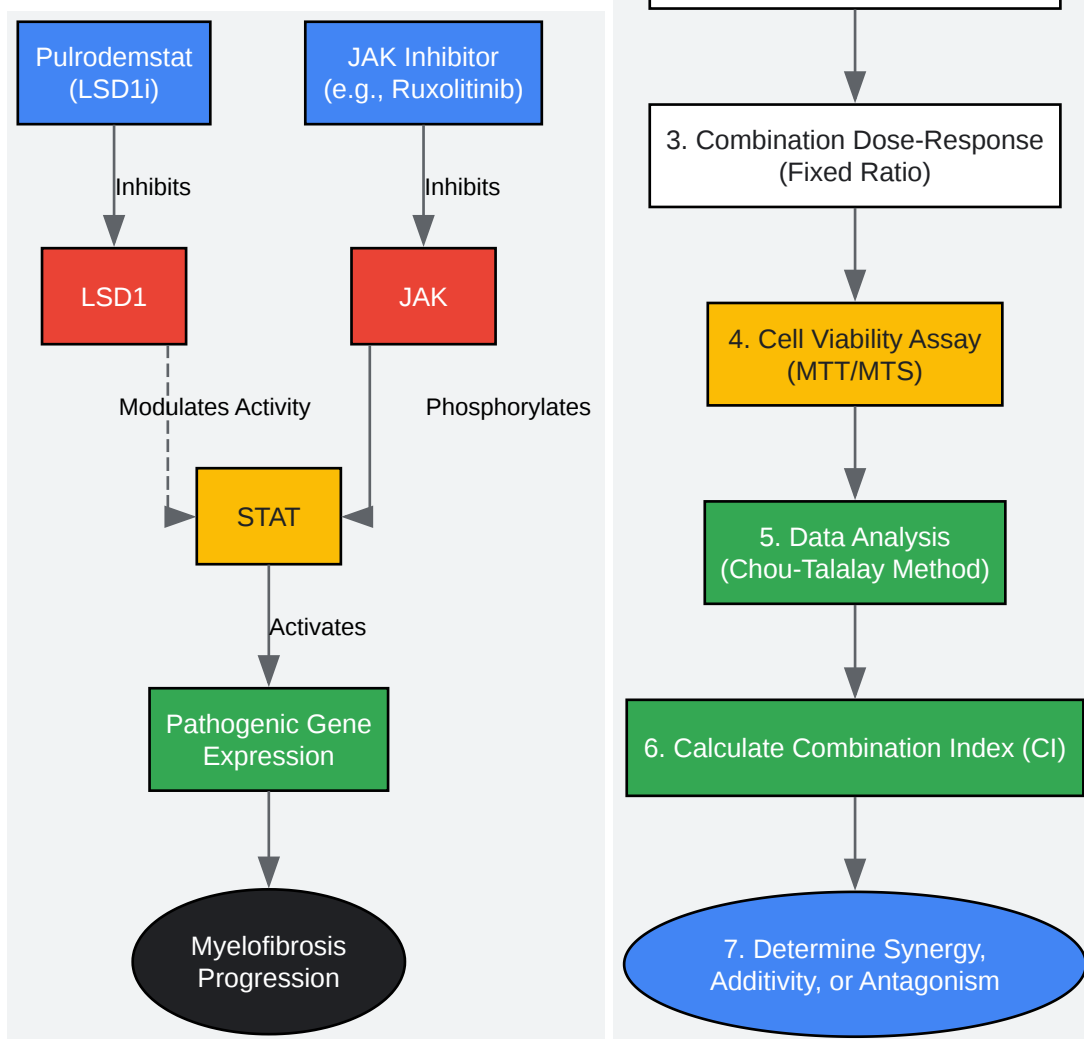 Pulrodemstat
(LSD1i)
JAK Inhibitor
(e.g., Ruxolitinib)
Inhibits
Inhibits
LSD1
JAK
Modulates Activity
Phosphorylates
STAT
Activates
Pathogenic Gene
Expression
Myelofibrosis
Progression
3. Combination Dose-Response
(Fixed Ratio)
4. Cell Viability Assay
(MTT/MTS)
5. Data Analysis
(Chou-Talalay Method)
6. Calculate Combination Index (CI)
7. Determine Synergy,
Additivity, or Antagonism